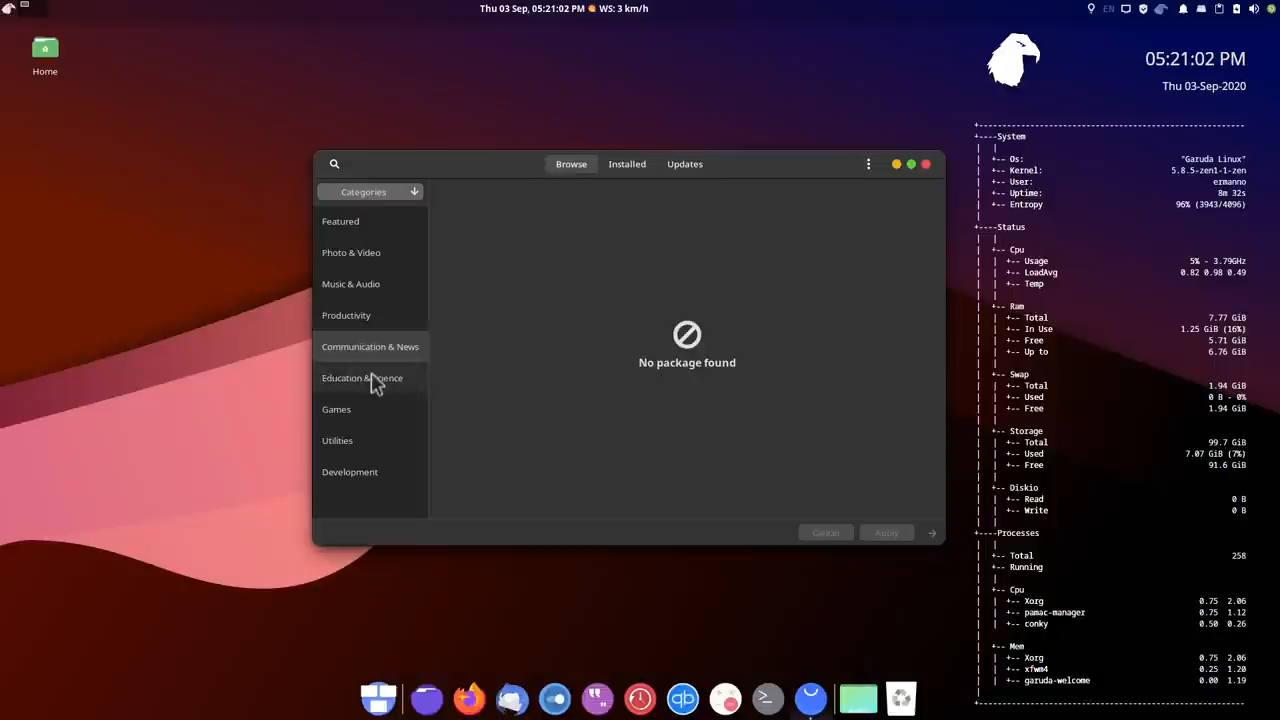 Thu 03 Sep, 05:21:02 PM WS: 3 km/h
EN
Home
05:21:02 PM
Thu 03-Sep-2020
Browse Installed Updates
Categories
Featured
Photo & Video
Music & Audio
Productivity
Communication & News
Education & Science
Games
Utilities
Development
No package found
Cancel Apply
+----System
+-- Os: "Garuda Linux"
+-- Kernel: 5.8.5-zen1-1-zen
+-- User: ermanno
+-- Uptime: 8m 32s
+-- Entropy 96% (3943/4096)
+----Status
+-- Cpu
+-- Usage 5% - 3.79GHz
+-- LoadAvg 0.82 0.98 0.49
+-- Temp
+-- Ram
+-- Total 7.77 GiB
+-- In Use 1.25 GiB (16%)
+-- Free 5.71 GiB
+-- Up to 6.76 GiB
+-- Swap
+-- Total 1.94 GiB
+-- Used 0 B - 0%
+-- Free 1.94 GiB
+-- Storage
+-- Total 99.7 GiB
+-- Used 7.07 GiB (7%)
+-- Free 91.6 GiB
+-- Diskio
+-- Read 0 B
+-- Write 0 B
+----Processes
+-- Total 258
+-- Running
+-- Cpu
+-- Xorg 0.75 2.06
+-- pamac-manager 0.75 1.12
+-- conky 0.50 0.26
+-- Mem
+-- Xorg 0.75 2.06
+-- xfwm4 0.25 1.20
+-- garuda-welcome 0.00 1.19